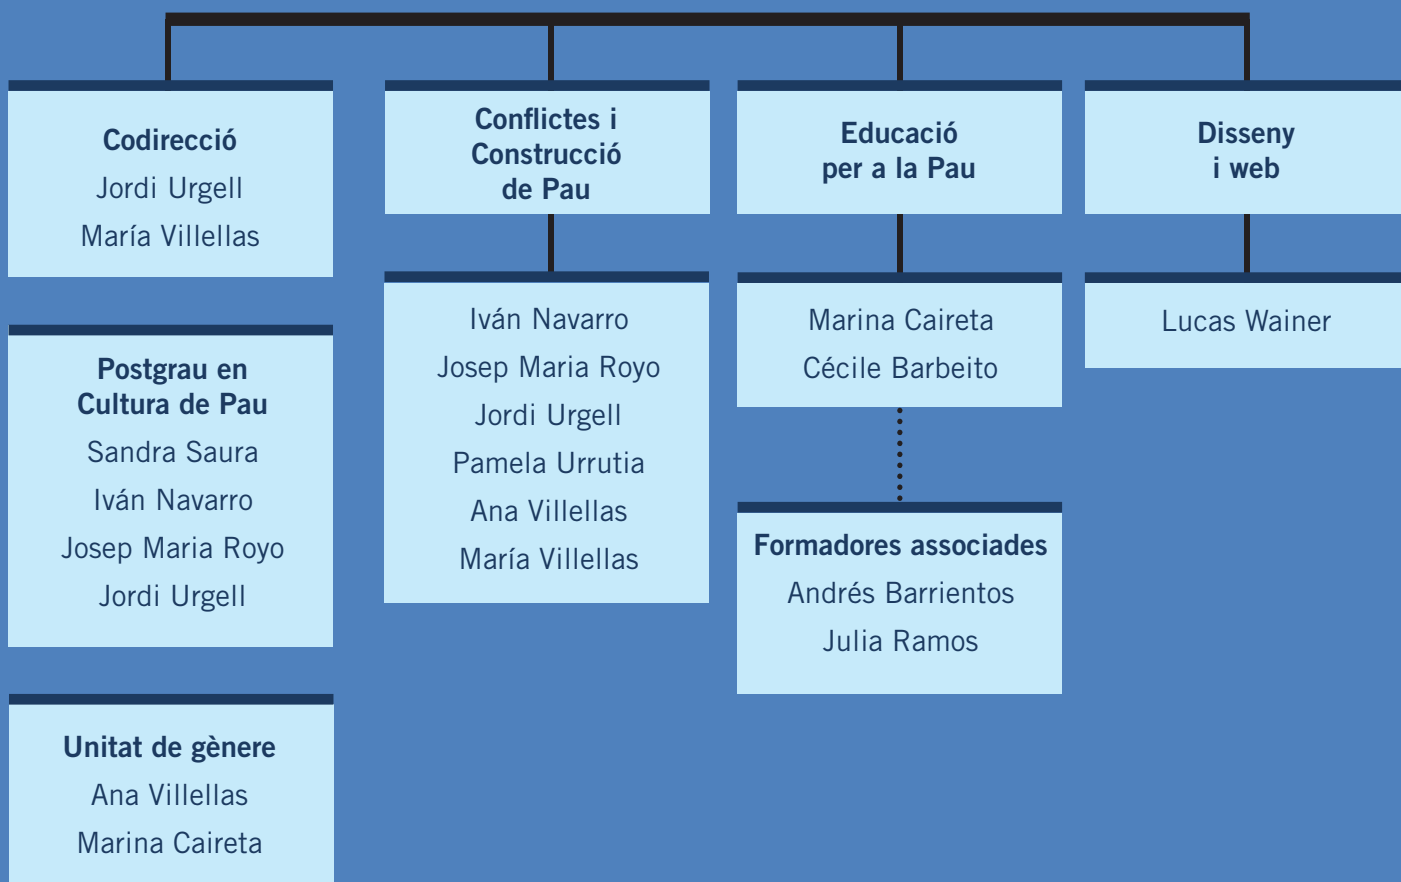 Codirecció
Jordi Urgell
María Villellas
Postgrau en
Cultura de Pau
Sandra Saura
Iván Navarro
Josep Maria Royo
Jordi Urgell
Unitat de gènere
Ana Villellas
Marina Caireta
Conflictes i
Construcció
de Pau
Iván Navarro
Josep Maria Royo
Jordi Urgell
Pamela Urrutia
Ana Villellas
María Villellas
Educació
per a la Pau
Marina Caireta
Cécile Barbeito
Formadores associades
Andrés Barrientos
Julia Ramos
Disseny
i web
Lucas Wainer